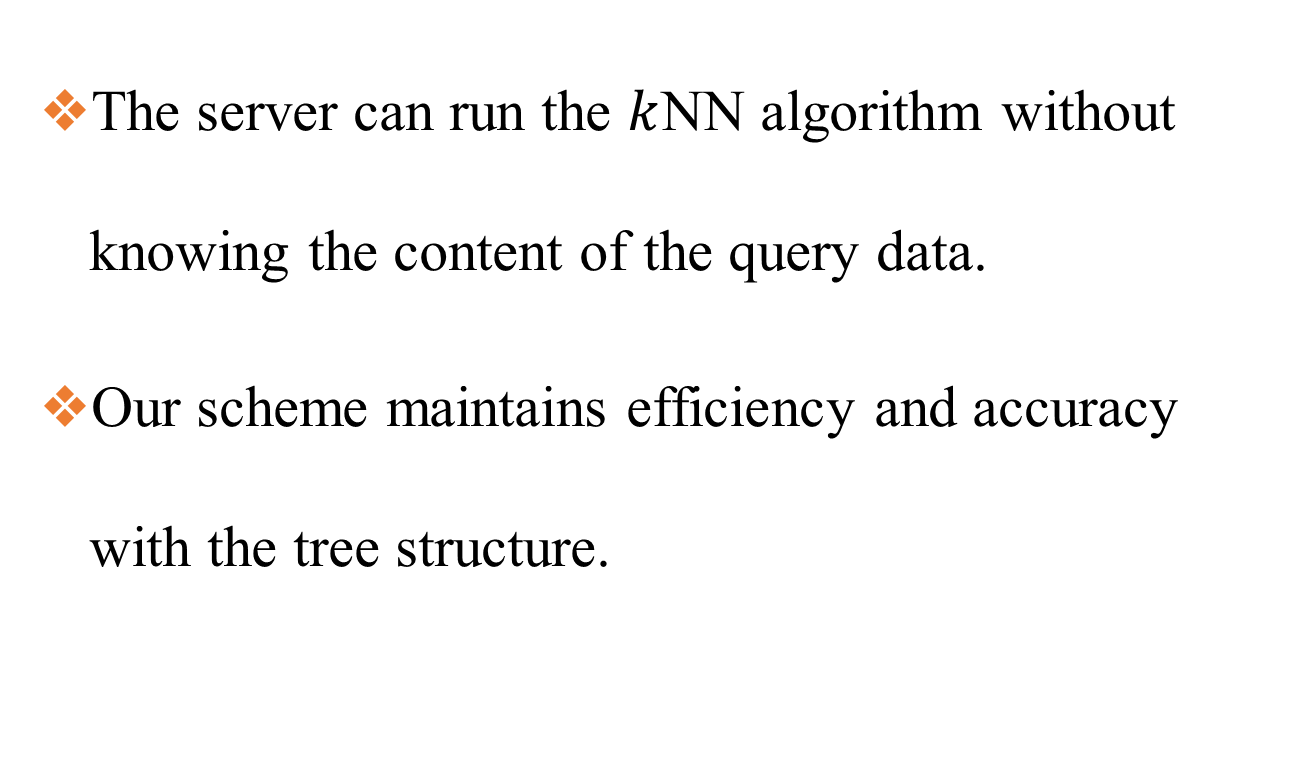 ❖The server can run the kNN algorithm without
knowing the content of the query data.
❖Our scheme maintains efficiency and accuracy
with the tree structure.